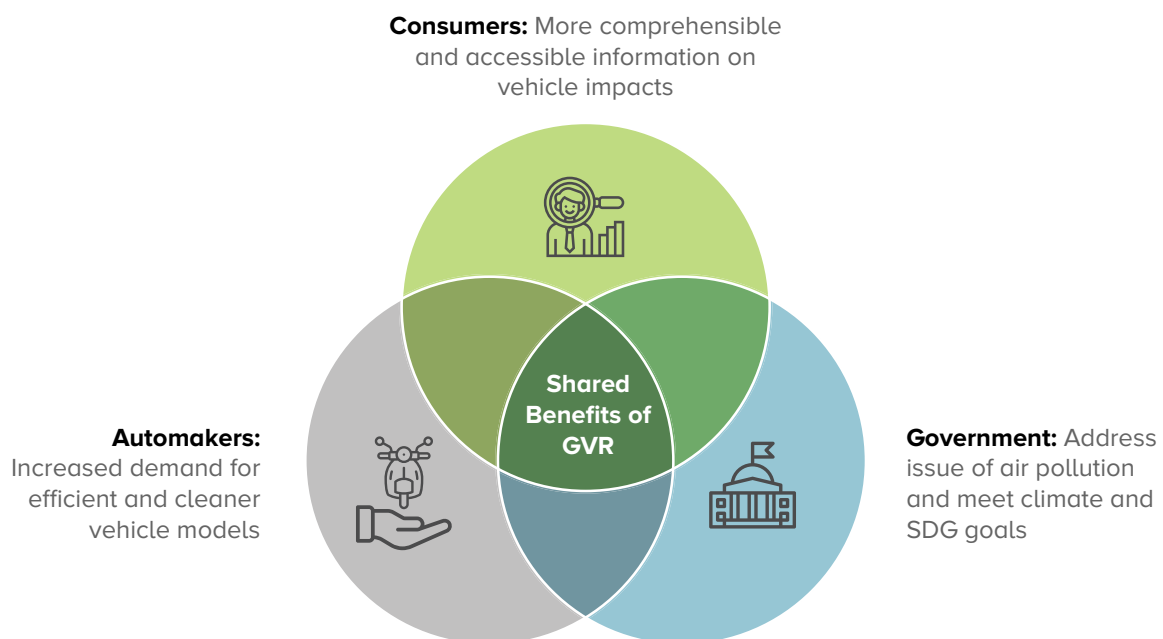 Consumers: More comprehensible
and accessible information on
vehicle impacts
Shared
Benefits of
GVR
Automakers:
Increased demand for
efficient and cleaner
vehicle models
Government: Address
issue of air pollution
and meet climate and
SDG goals